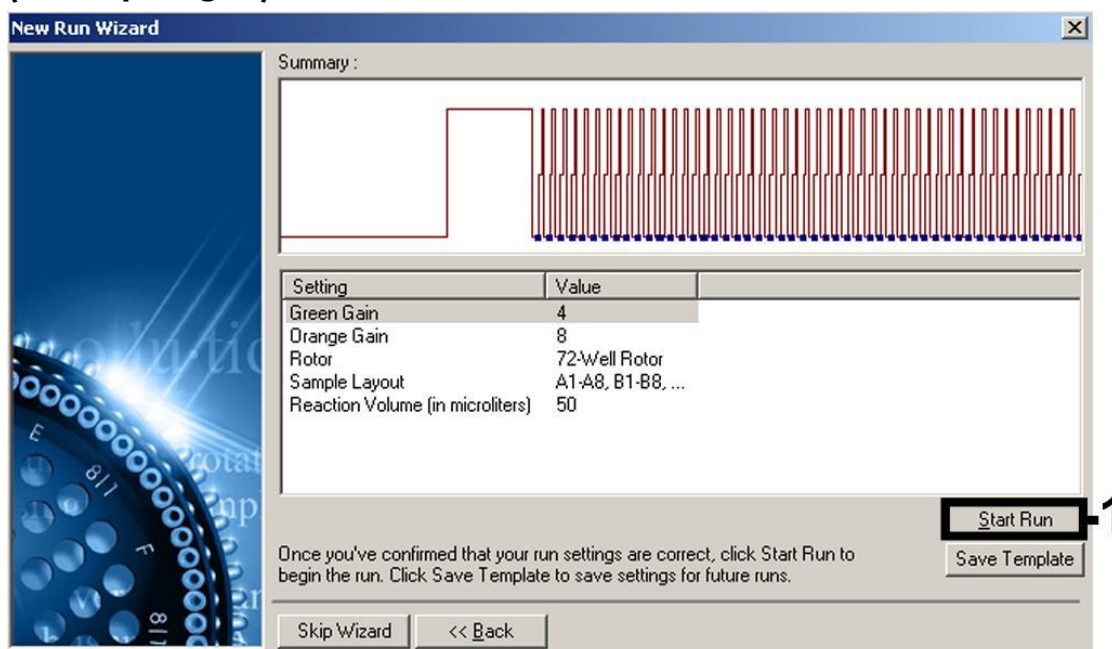 New Run Wizard
Summary :
Setting Value
Green Gain 4
Orange Gain 8
Rotor 72-Well Rotor
Sample Layout A1-A8, B1-B8, ...
Reaction Volume (in microliters) 50
Start Run
1
Once you've confirmed that your run settings are correct, click Start Run to
begin the run. Click Save Template to save settings for future runs.
Save Template
Skip Wizard << Back